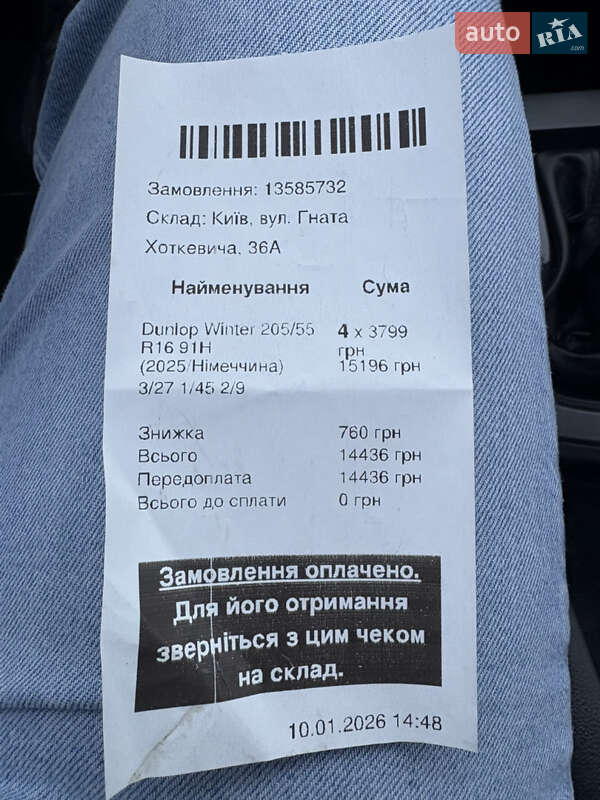 auto RIA
.com
Замовлення: 13585732
Склад: Київ, вул. Гната
Хоткевича, 36А
Найменування Сума
Dunlop Winter 205/55 4 x 3799
R16 91H грн
(2025/Німеччина) 15196 грн
3/27 1/45 2/9
Знижка 760 грн
Всього 14436 грн
Передоплата 14436 грн
Всього до сплати 0 грн
Замовлення оплачено.
Для його отримання
зверніться з цим чеком
на склад.
10.01.2026 14:48